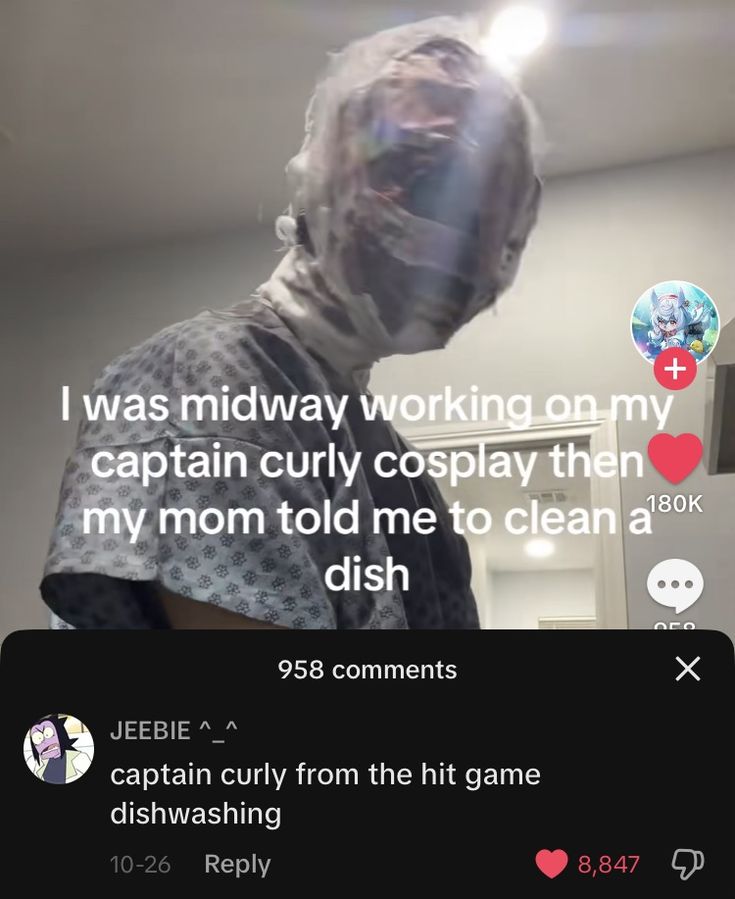 I was midway working on my
captain curly cosplay then
my mom told me to clean a
dish
180K
958
958 comments
JEEBIE ^_^
captain curly from the hit game
dishwashing
10-26 Reply
8,847